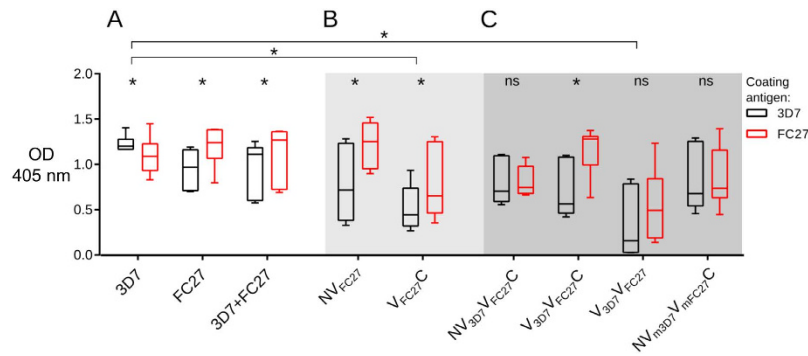 A B C
*
*
* * * * * ns * ns ns
Coating
antigen:
3D7
FC27
OD
405 nm
2.0
1.5
1.0
0.5
0.0
3D7
FC27
3D7+FC27
NVFC27
VFC27C
NV3D7VFC27C
V3D7VFC27C
V3D7VFC27
NVm3D7VmFC27C